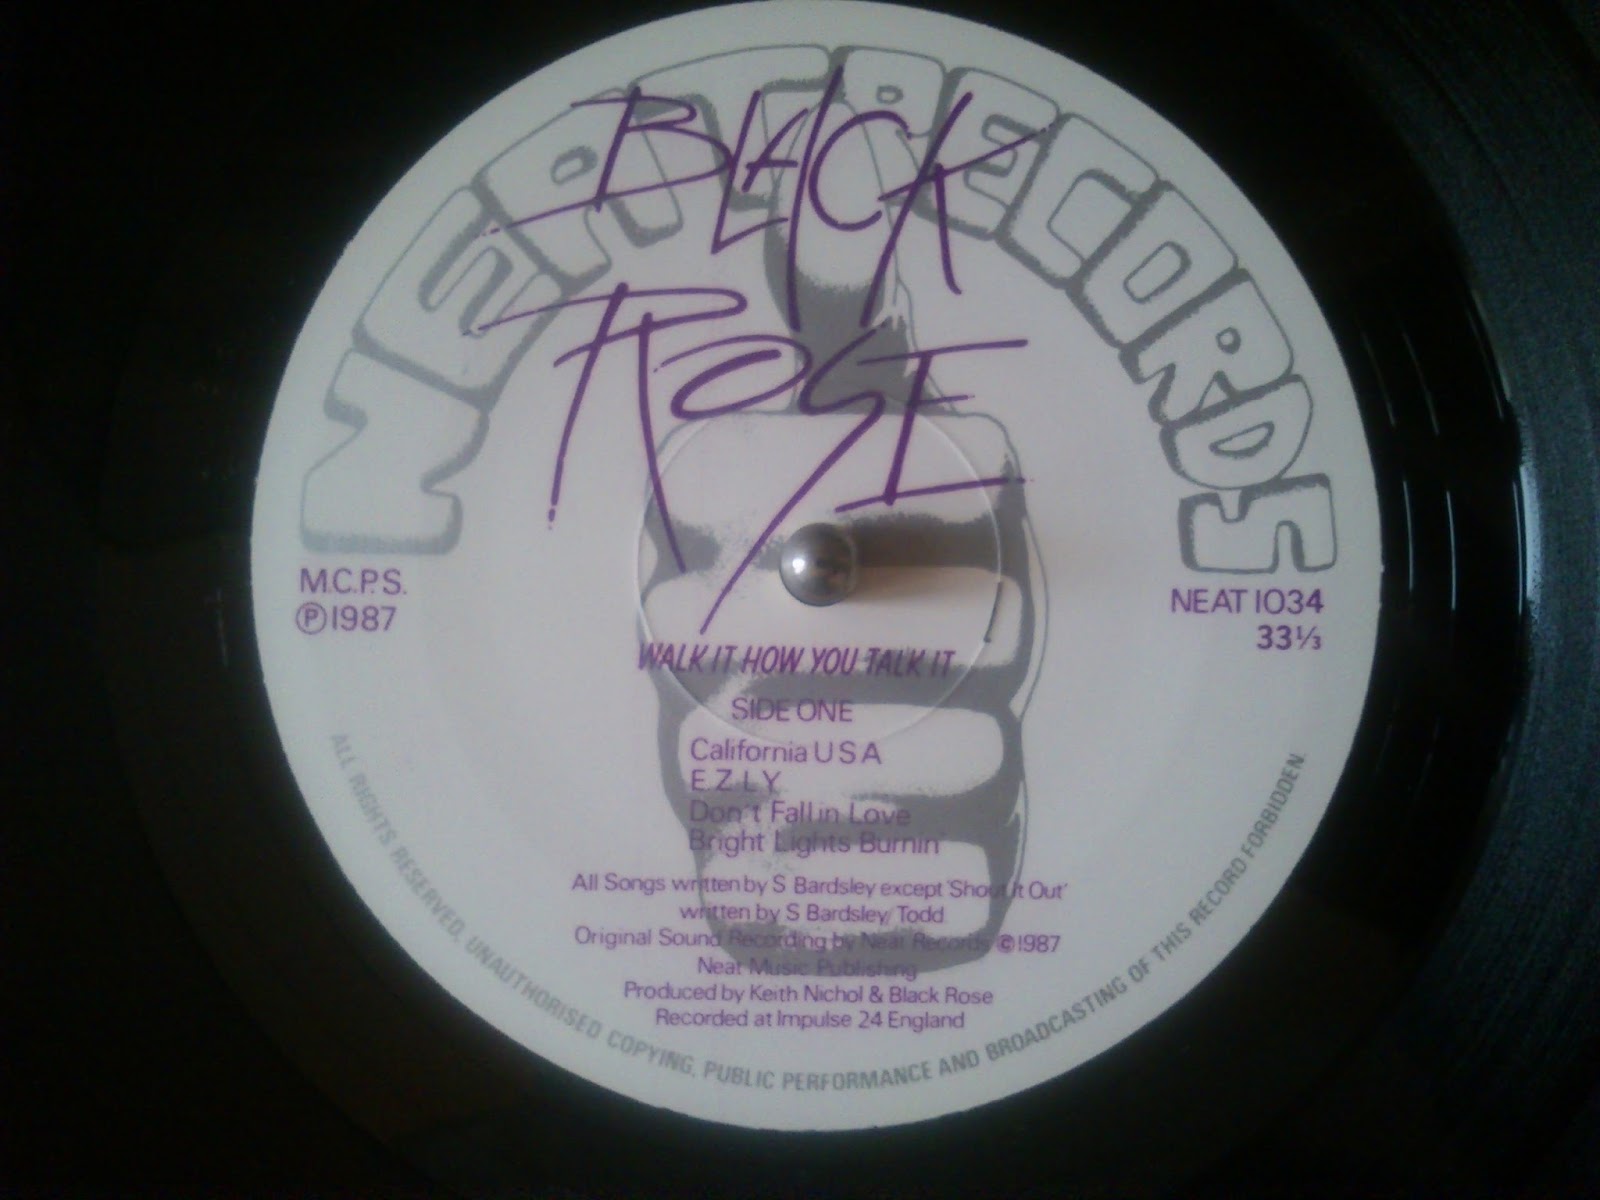 NEAT RECORDS
BLACK
ROSE
M.C.P.S.
℗1987
NEAT 1034
33⅓
WALK IT HOW YOU TALK IT
SIDE ONE
California U S A
E.Z.L.Y
Don't Fall in Love
Bright Lights Burnin'
All Songs written by S Bardsley except 'Shout It Out'
written by S Bardsley/Todd
Original Sound Recording by Neat Records ©1987
Neat Music Publishing
Produced by Keith Nichol & Black Rose
Recorded at Impulse 24 England
ALL RIGHTS RESERVED. UNAUTHORISED COPYING, PUBLIC PERFORMANCE AND BROADCASTING OF THIS RECORD FORBIDDEN.